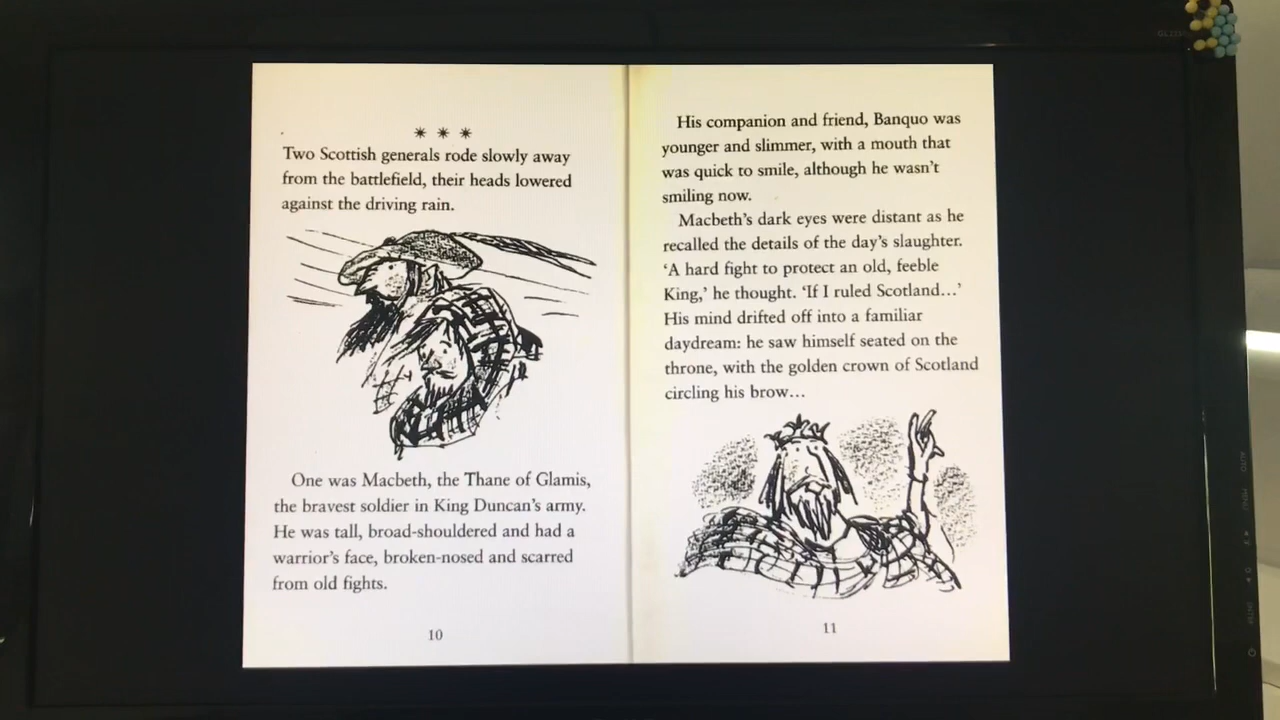 * * *
Two Scottish generals rode slowly away
from the battlefield, their heads lowered
against the driving rain.
One was Macbeth, the Thane of Glamis,
the bravest soldier in King Duncan's army.
He was tall, broad-shouldered and had a
warrior's face, broken-nosed and scarred
from old fights.
10
His companion and friend, Banquo was
younger and slimmer, with a mouth that
was quick to smile, although he wasn't
smiling now.
Macbeth's dark eyes were distant as he
recalled the details of the day's slaughter.
‘A hard fight to protect an old, feeble
King,’ he thought. ‘If I ruled Scotland...’
His mind drifted off into a familiar
daydream: he saw himself seated on the
throne, with the golden crown of Scotland
circling his brow...
11
AUTO
MENU